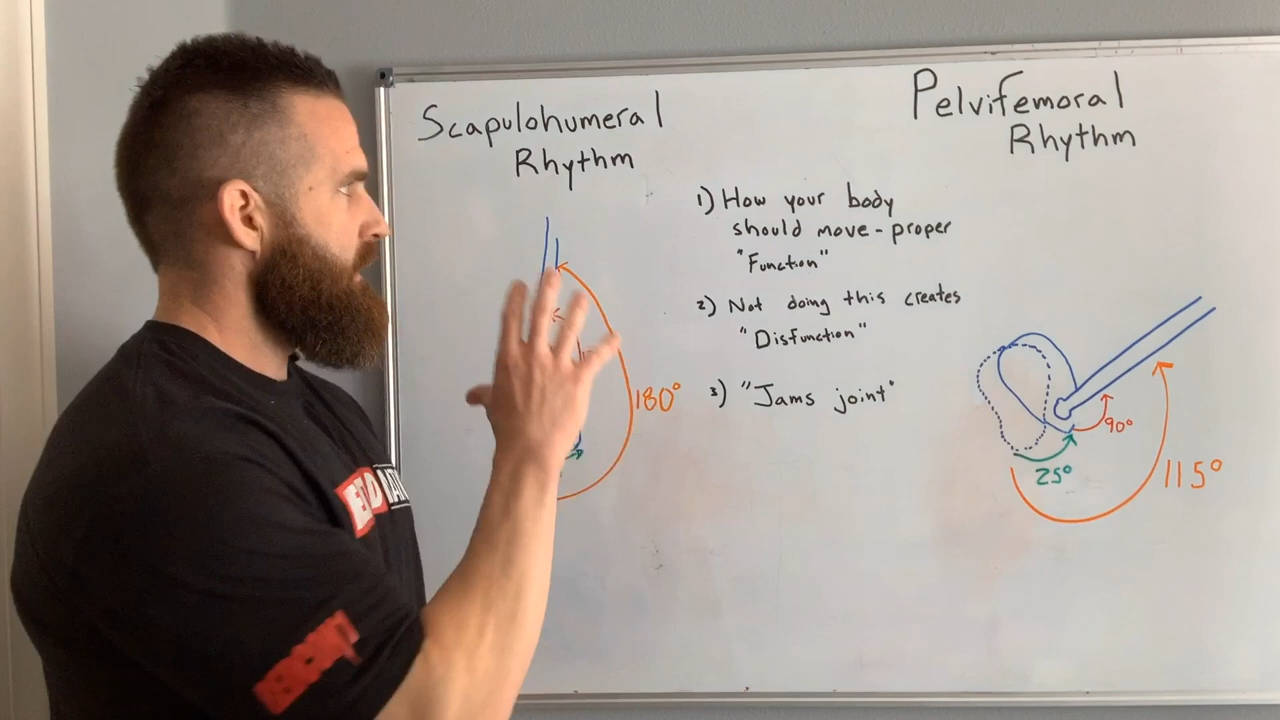 Scapulohumeral
Rhythm
180°
1) How your body
should move - proper
"Function"
2) Not doing this creates
"Disfunction"
3) "Jams joint"
Pelvifemoral
Rhythm
90°
25°
115°